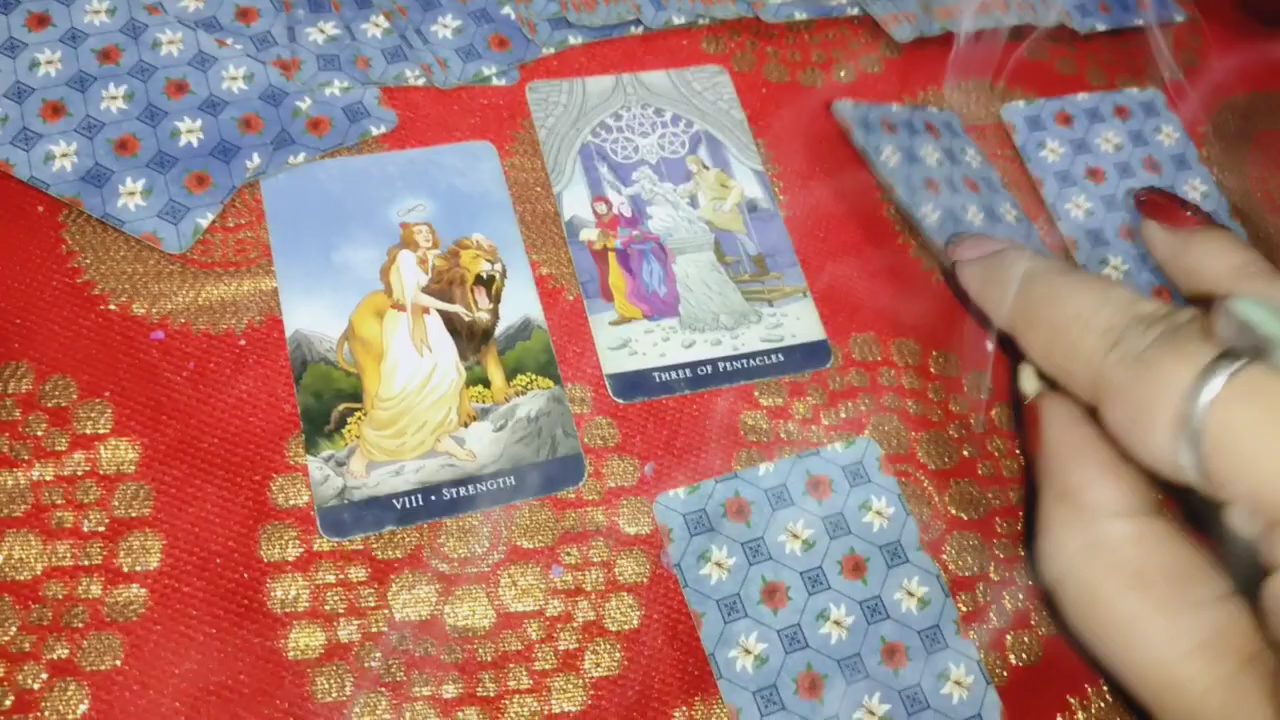 VIII • STRENGTH
THREE OF PENTACLES